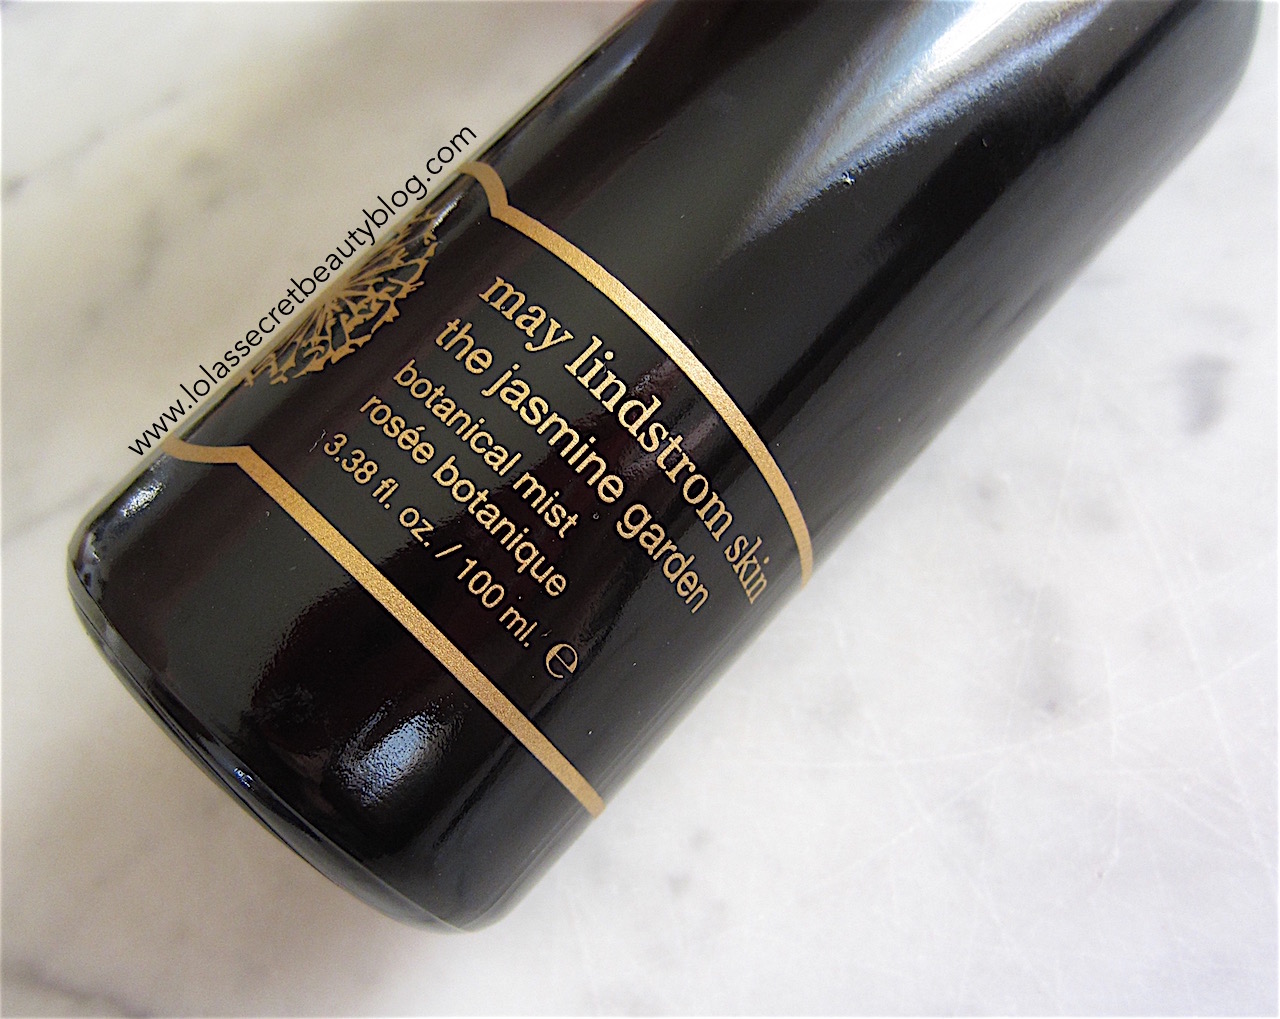 www.lolassecretbeautyblog.com
may lindstrom skin
the jasmine garden
botanical mist
rosée botanique
3.38 fl. oz. / 100 ml. ℮